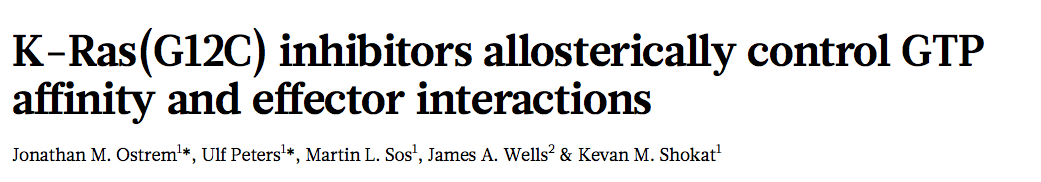 K–Ras(G12C) inhibitors allosterically control GTP
affinity and effector interactions
Jonathan M. Ostrem¹*, Ulf Peters¹*, Martin L. Sos¹, James A. Wells² & Kevan M. Shokat¹